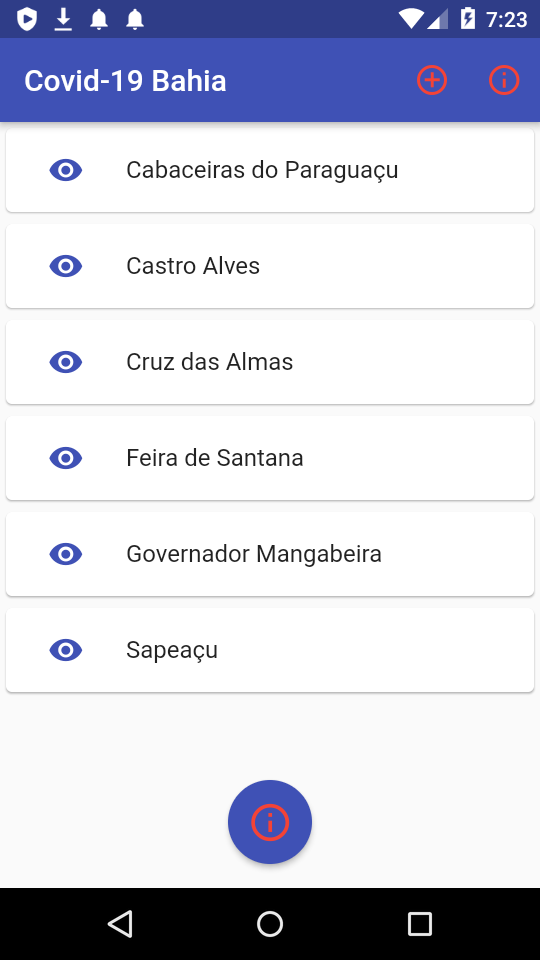 7:23
Covid-19 Bahia
Cabaceiras do Paraguaçu
Castro Alves
Cruz das Almas
Feira de Santana
Governador Mangabeira
Sapeaçu